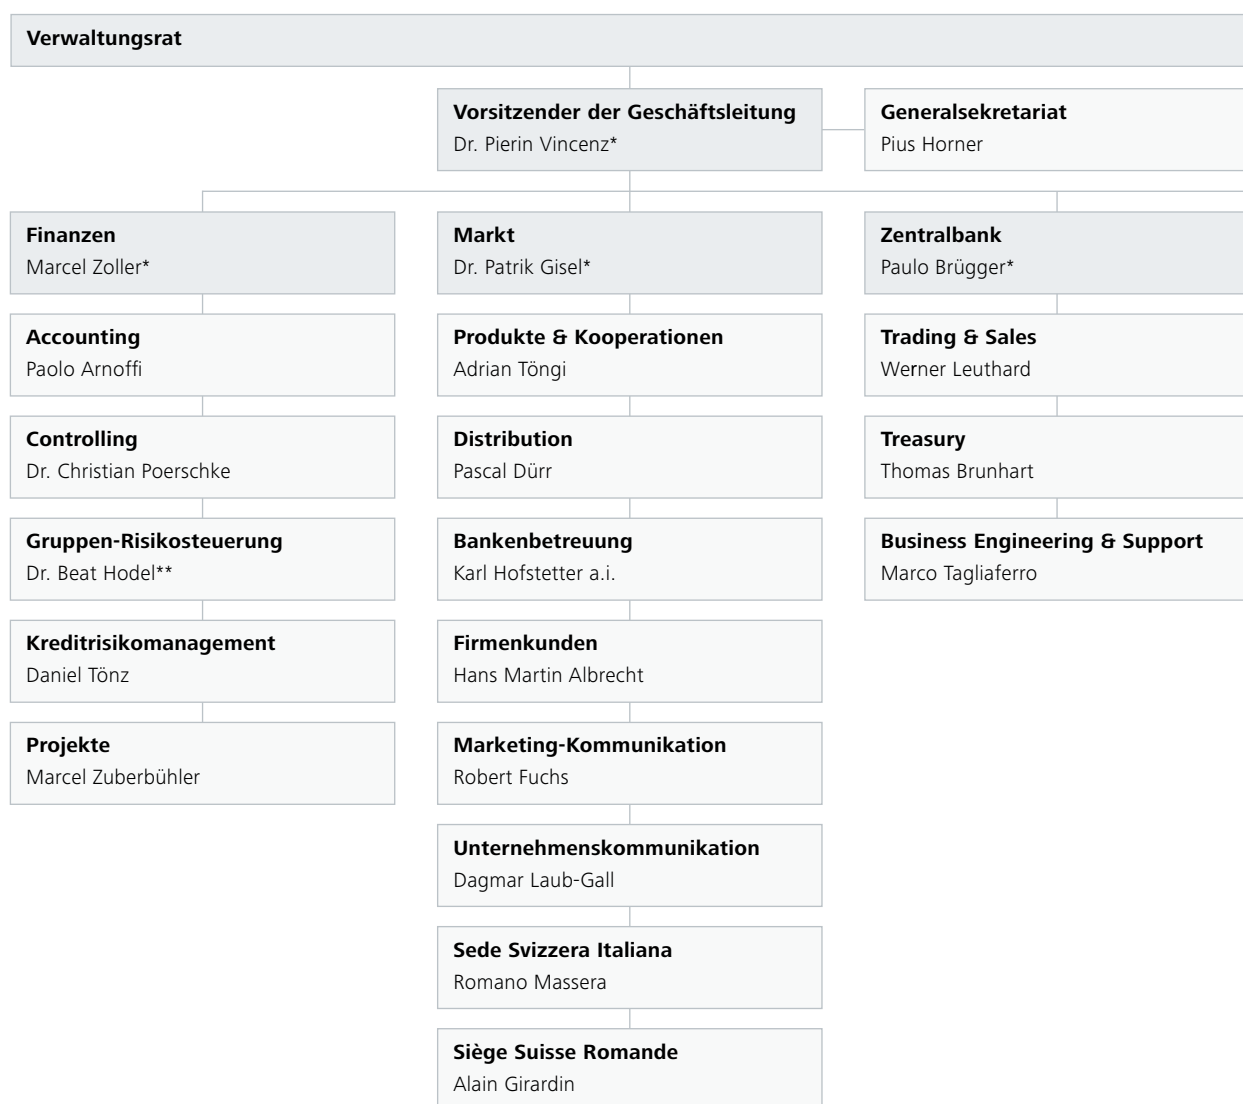 Verwaltungsrat
Vorsitzender der Geschäftsleitung
Dr. Pierin Vincenz*
Generalsekretariat
Pius Horner
Finanzen
Marcel Zoller*
Accounting
Paolo Arnoffi
Controlling
Dr. Christian Poerschke
Gruppen-Risikosteuerung
Dr. Beat Hodel**
Kreditrisikomanagement
Daniel Tönz
Projekte
Marcel Zuberbühler
Markt
Dr. Patrik Gisel*
Produkte & Kooperationen
Adrian Töngi
Distribution
Pascal Dürr
Bankenbetreuung
Karl Hofstetter a.i.
Firmenkunden
Hans Martin Albrecht
Marketing-Kommunikation
Robert Fuchs
Unternehmenskommunikation
Dagmar Laub-Gall
Sede Svizzera Italiana
Romano Massera
Siège Suisse Romande
Alain Girardin
Zentralbank
Paulo Brügger*
Trading & Sales
Werner Leuthard
Treasury
Thomas Brunhart
Business Engineering & Support
Marco Tagliaferro